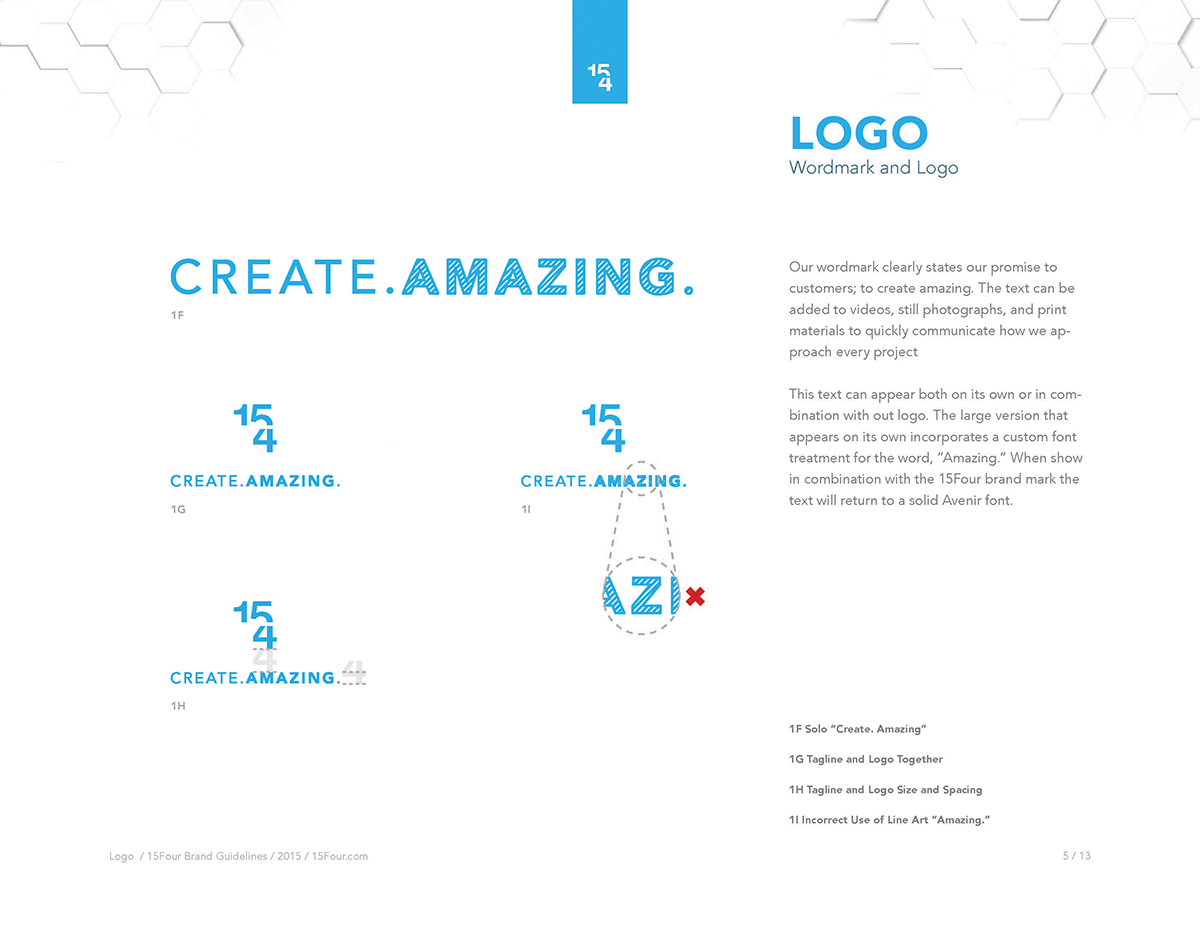 15
4
LOGO
Wordmark and Logo
CREATE.AMAZING.
1F
Our wordmark clearly states our promise to
customers; to create amazing. The text can be
added to videos, still photographs, and print
materials to quickly communicate how we ap-
proach every project
This text can appear both on its own or in com-
bination with out logo. The large version that
appears on its own incorporates a custom font
treatment for the word, “Amazing.” When show
in combination with the 15Four brand mark the
text will return to a solid Avenir font.
15
4
CREATE.AMAZING.
1G
15
4
CREATE.AMAZING.
1I
AZI
15
4
4
CREATE.AMAZING.4
1H
1F Solo “Create. Amazing”
1G Tagline and Logo Together
1H Tagline and Logo Size and Spacing
1I Incorrect Use of Line Art “Amazing.”
Logo / 15Four Brand Guidelines / 2015 / 15Four.com
5 / 13